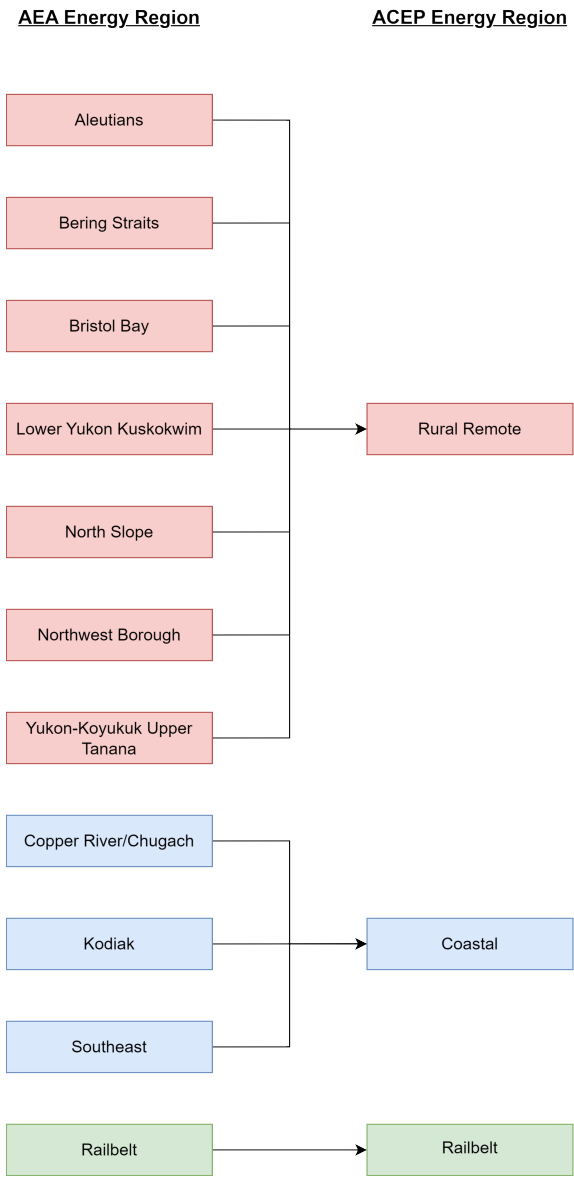 AEA Energy Region
ACEP Energy Region
Aleutians
Bering Straits
Bristol Bay
Lower Yukon Kuskokwim
Rural Remote
North Slope
Northwest Borough
Yukon-Koyukuk Upper
Tanana
Copper River/Chugach
Kodiak
Coastal
Southeast
Railbelt
Railbelt